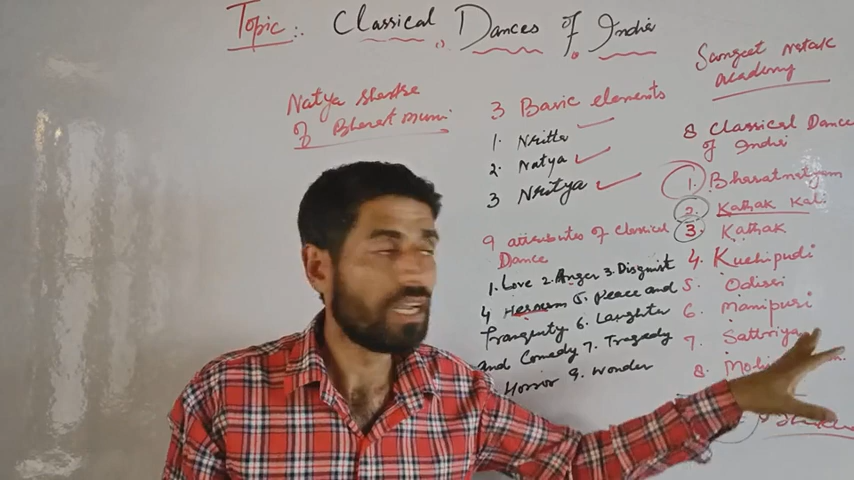 Topic :. Classical Dances of India
Natya Shastra
of Bharat Muni
3 Basic elements
1. Nritta
2. Natya
3 Nritya
9 attributes of Classical
Dance
1. Love 2. Anger 3. Disgust
4 Heroism 5. Peace and
Tranquity 6. Laughter
and Comedy 7. Tragedy
Horror 9. Wonder
Sangeet Natak
academy
8 Classical Dance
of India
1. Bharatnatyam
2. Kathak Kali
3. Kathak
4. Kuchipudi
5. Odissi
6. Manipuri
7. Sattriya
8. Mohi